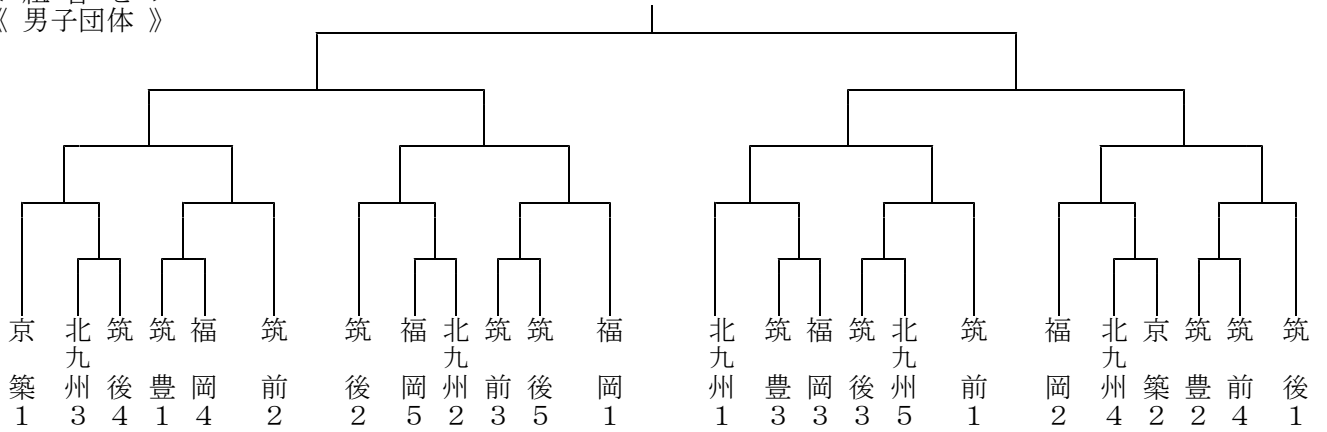 《 男子団体 》
京築1
北九州3
筑後4
筑豊1
福岡4
筑前2
筑後2
福岡5
北九州2
筑前3
筑後5
福岡1
北九州1
筑豊3
福岡3
筑後3
北九州5
筑前1
福岡2
北九州4
京築2
筑豊2
筑前4
筑後1